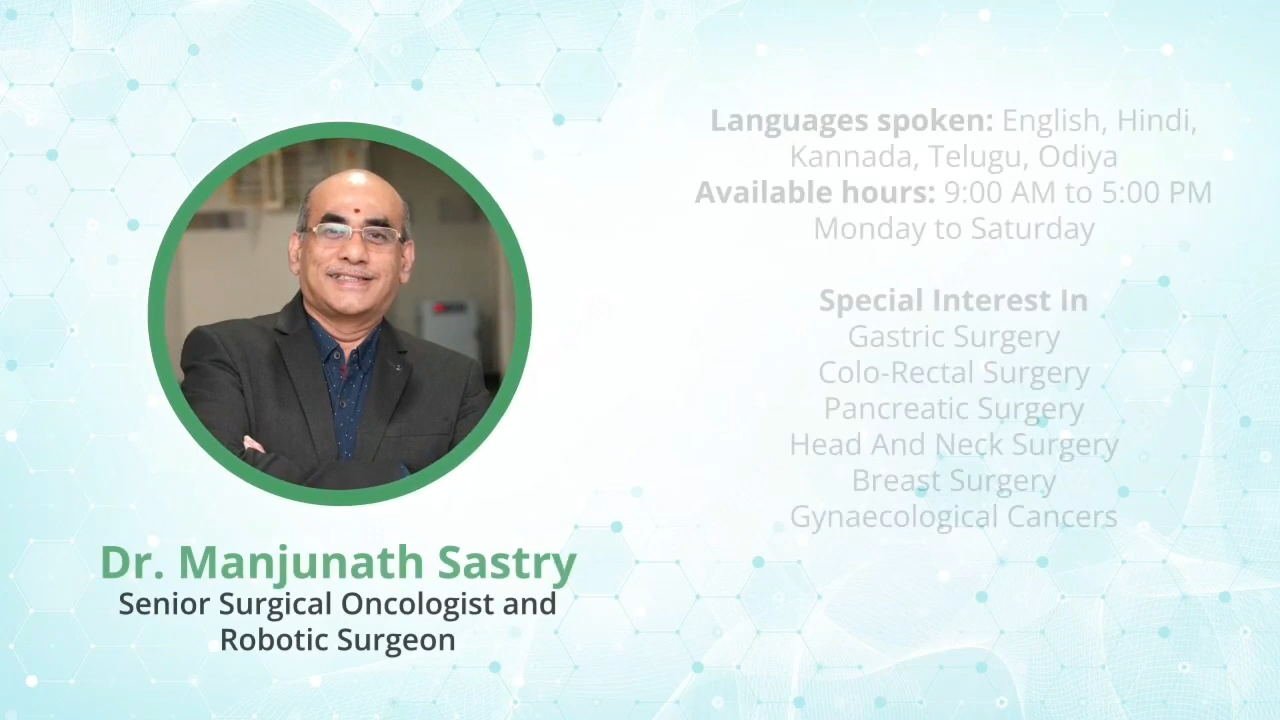 Dr. Manjunath Sastry
Senior Surgical Oncologist and
Robotic Surgeon
Languages spoken: English, Hindi,
Kannada, Telugu, Odiya
Available hours: 9:00 AM to 5:00 PM
Monday to Saturday
Special Interest In
Gastric Surgery
Colo-Rectal Surgery
Pancreatic Surgery
Head And Neck Surgery
Breast Surgery
Gynaecological Cancers